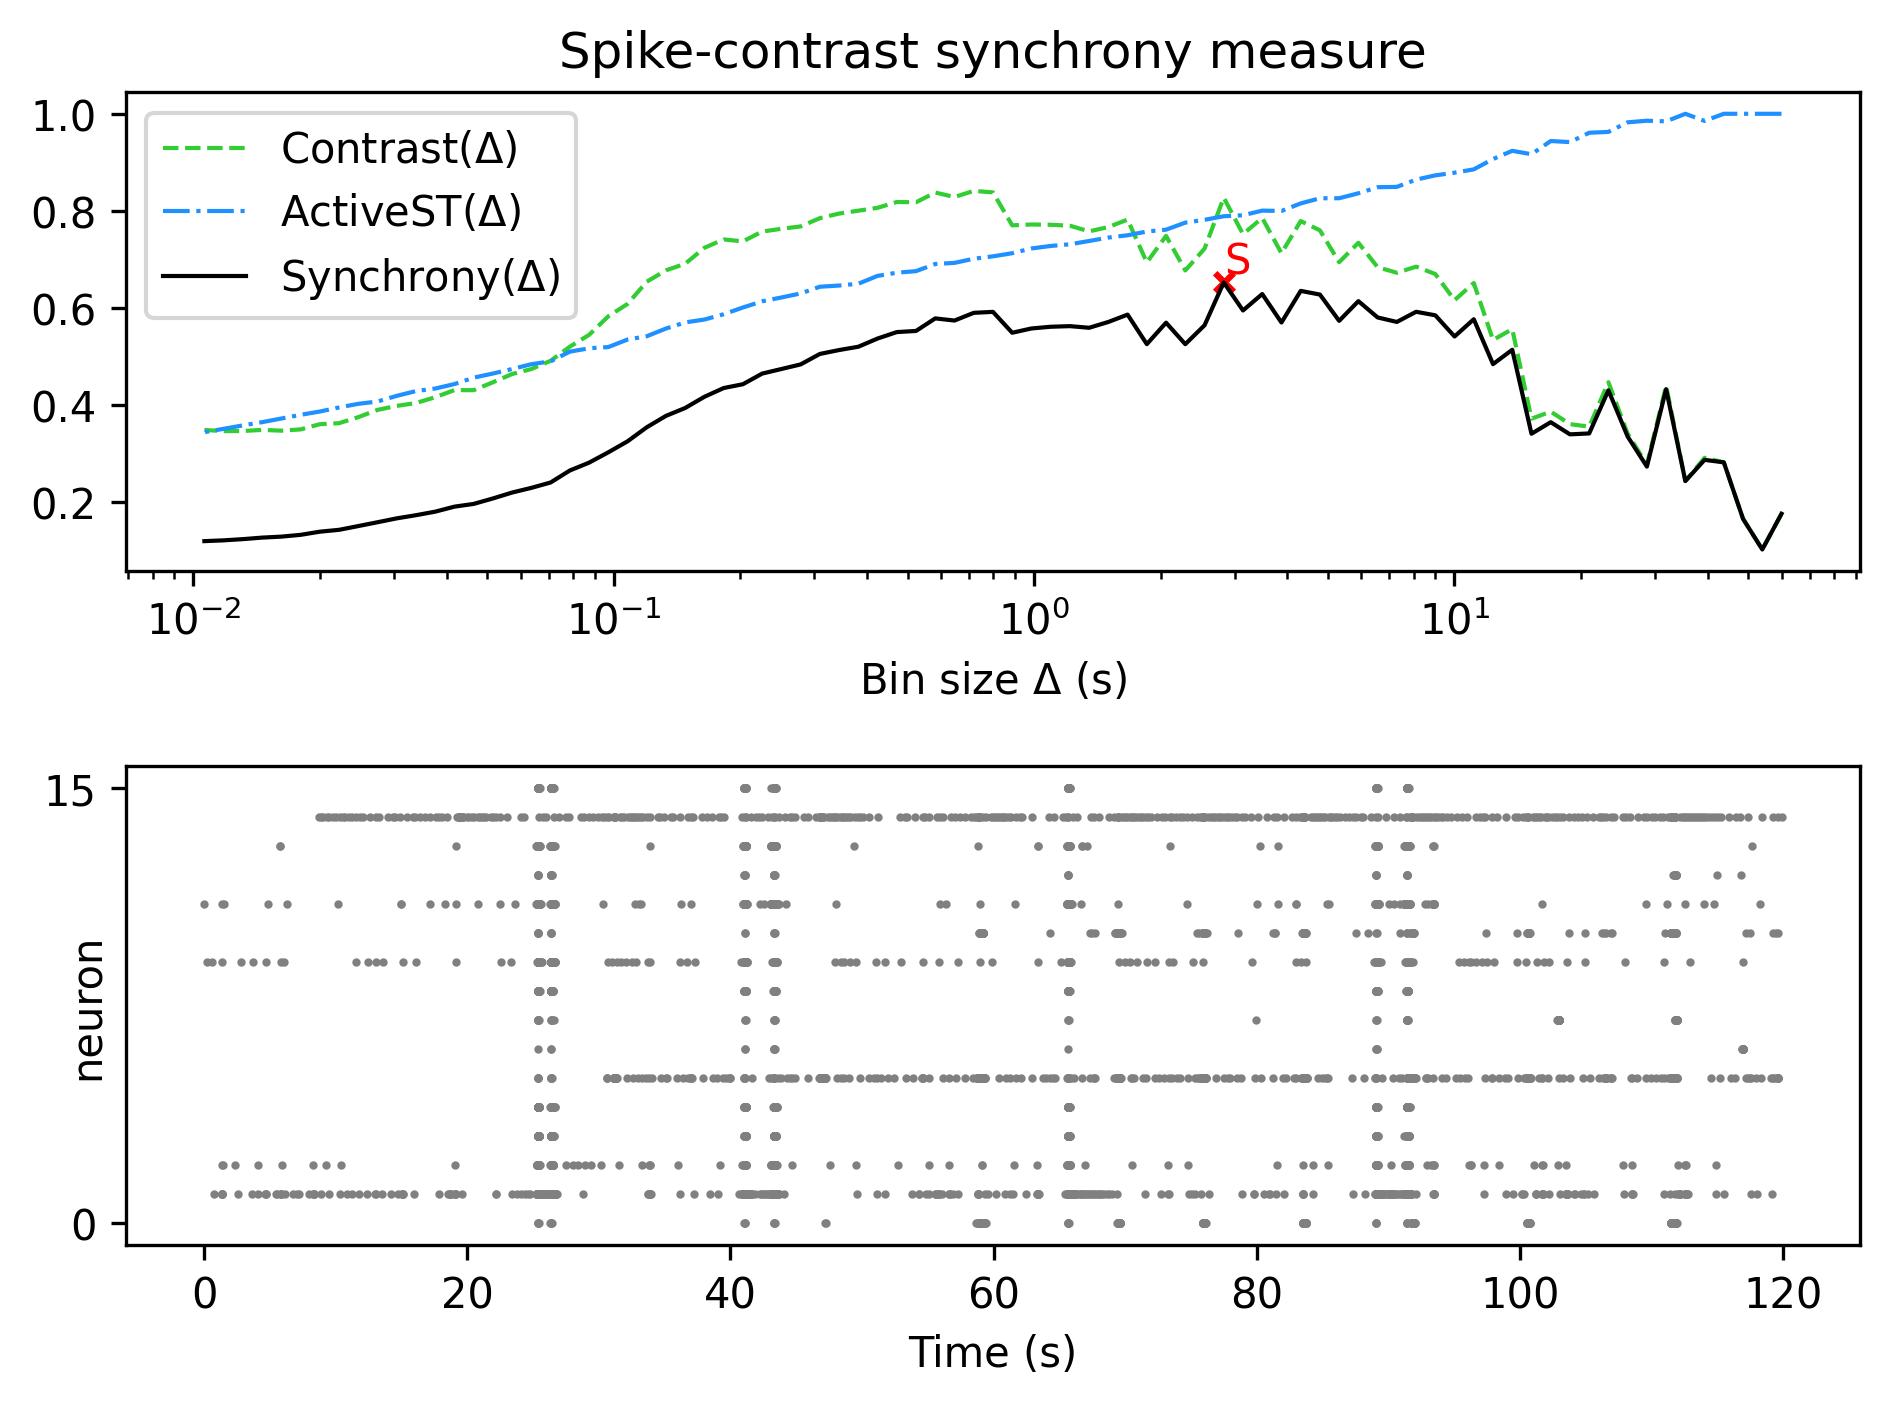 Spike-contrast synchrony measure
1.0
0.8
0.6
0.4
0.2
Contrast(Δ)
ActiveST(Δ)
Synchrony(Δ)
S
10⁻² 10⁻¹ 10⁰ 10¹
Bin size Δ (s)
15
0
neuron
0 20 40 60 80 100 120
Time (s)